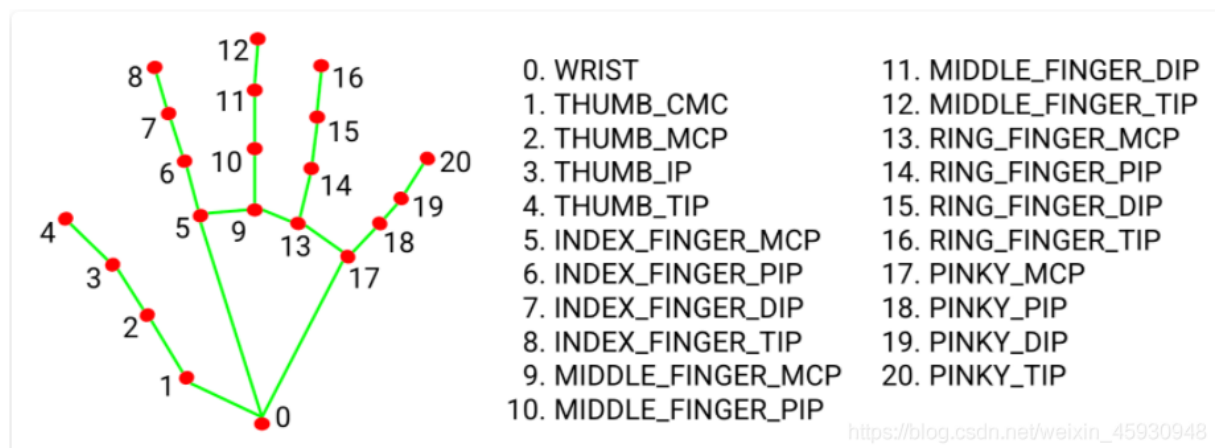 12
8
16
11
7
15
10
6
20
14
19
4
5
9
18
13
3
17
2
1
0
0. WRIST
1. THUMB_CMC
2. THUMB_MCP
3. THUMB_IP
4. THUMB_TIP
5. INDEX_FINGER_MCP
6. INDEX_FINGER_PIP
7. INDEX_FINGER_DIP
8. INDEX_FINGER_TIP
9. MIDDLE_FINGER_MCP
10. MIDDLE_FINGER_PIP
11. MIDDLE_FINGER_DIP
12. MIDDLE_FINGER_TIP
13. RING_FINGER_MCP
14. RING_FINGER_PIP
15. RING_FINGER_DIP
16. RING_FINGER_TIP
17. PINKY_MCP
18. PINKY_PIP
19. PINKY_DIP
20. PINKY_TIP
https://blog.csdn.net/weixin_45930948